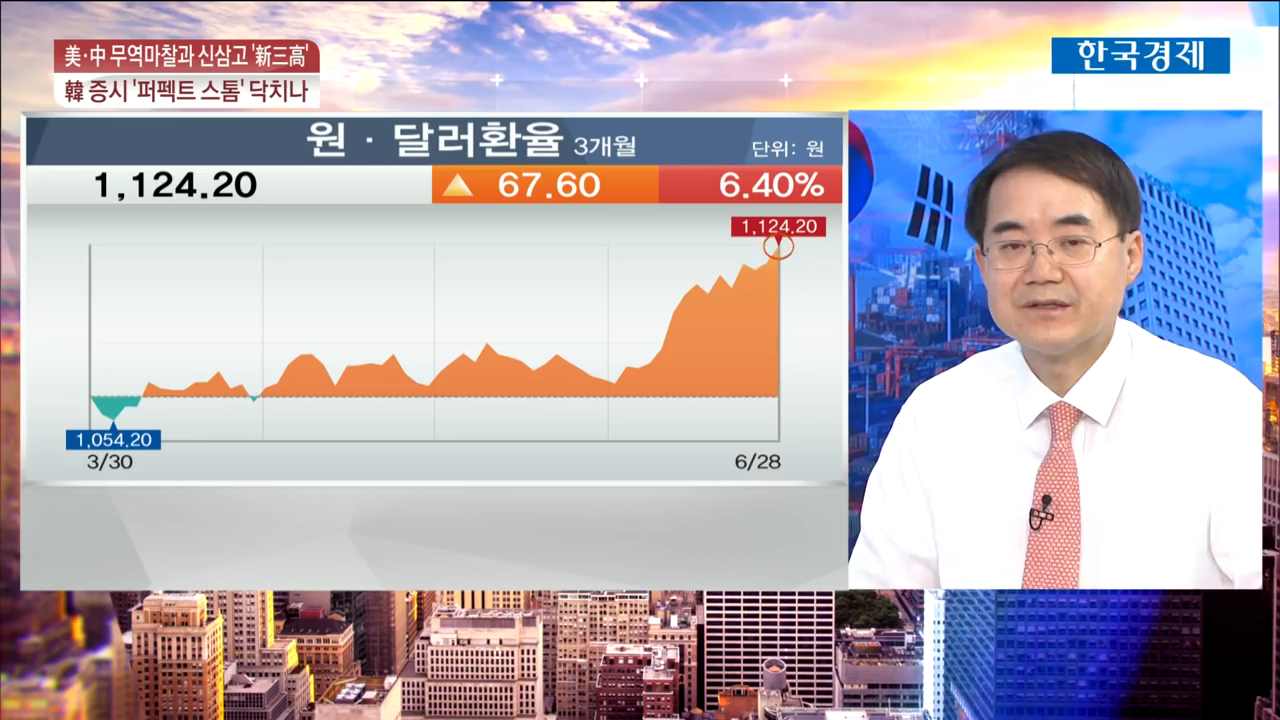 美·中 무역마찰과 신삼고 '新三高'
韓 증시 '퍼펙트 스톰' 닥치나
한국경제
원 · 달러환율 3개월
단위: 원
1,124.20 67.60 6.40%
1,124.20
1,054.20
3/30 6/28